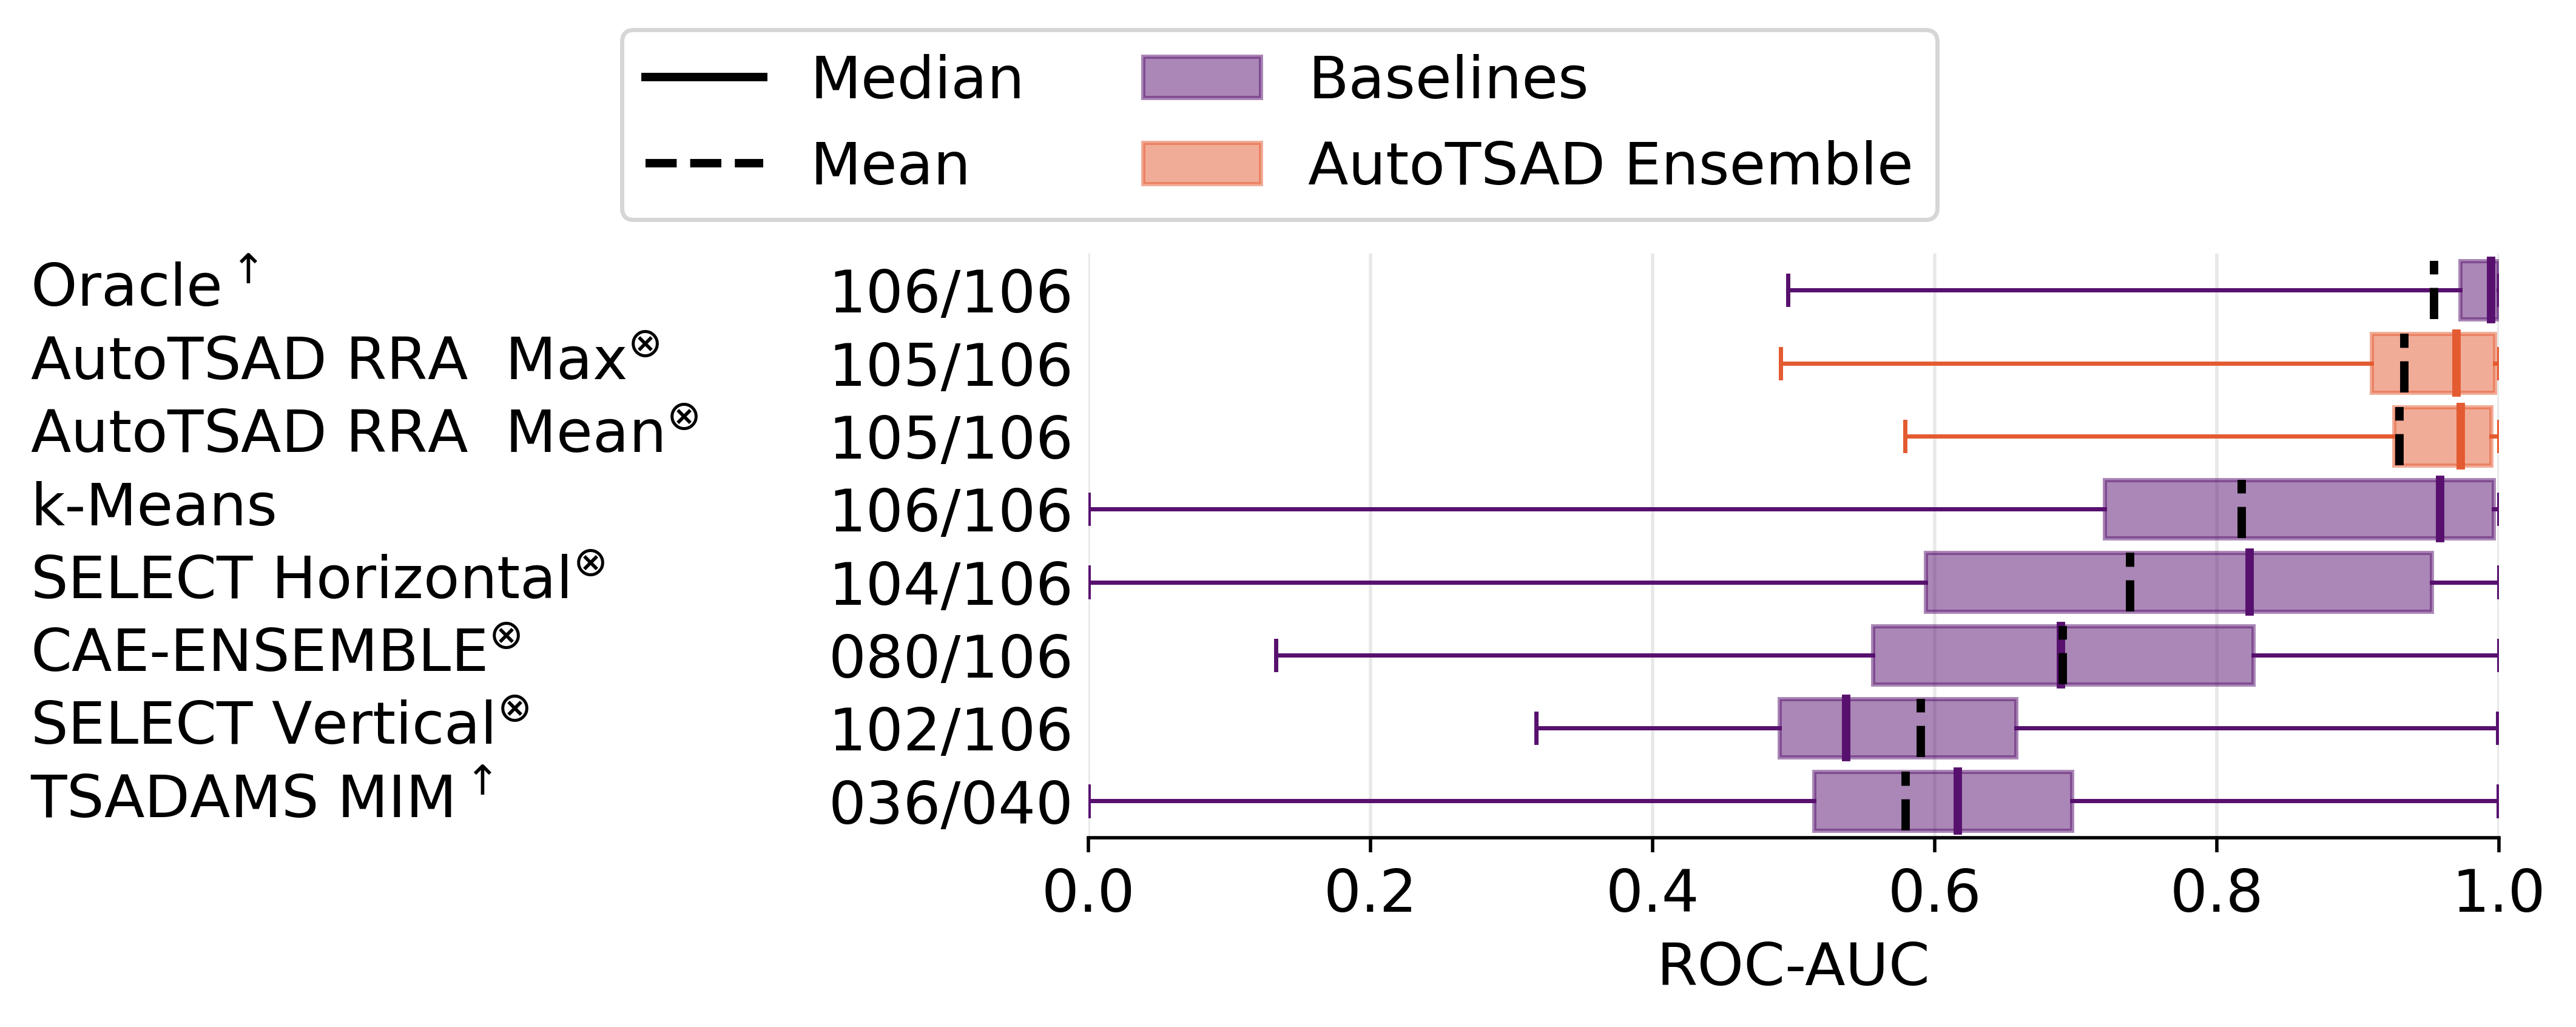 Median Baselines
Mean AutoTSAD Ensemble
Oracle ↑ 106/106
AutoTSAD RRA  Max⊗ 105/106
AutoTSAD RRA  Mean⊗ 105/106
k-Means 106/106
SELECT Horizontal⊗ 104/106
CAE-ENSEMBLE⊗ 080/106
SELECT Vertical⊗ 102/106
TSADAMS MIM ↑ 036/040
0.0 0.2 0.4 0.6 0.8 1.0
ROC-AUC